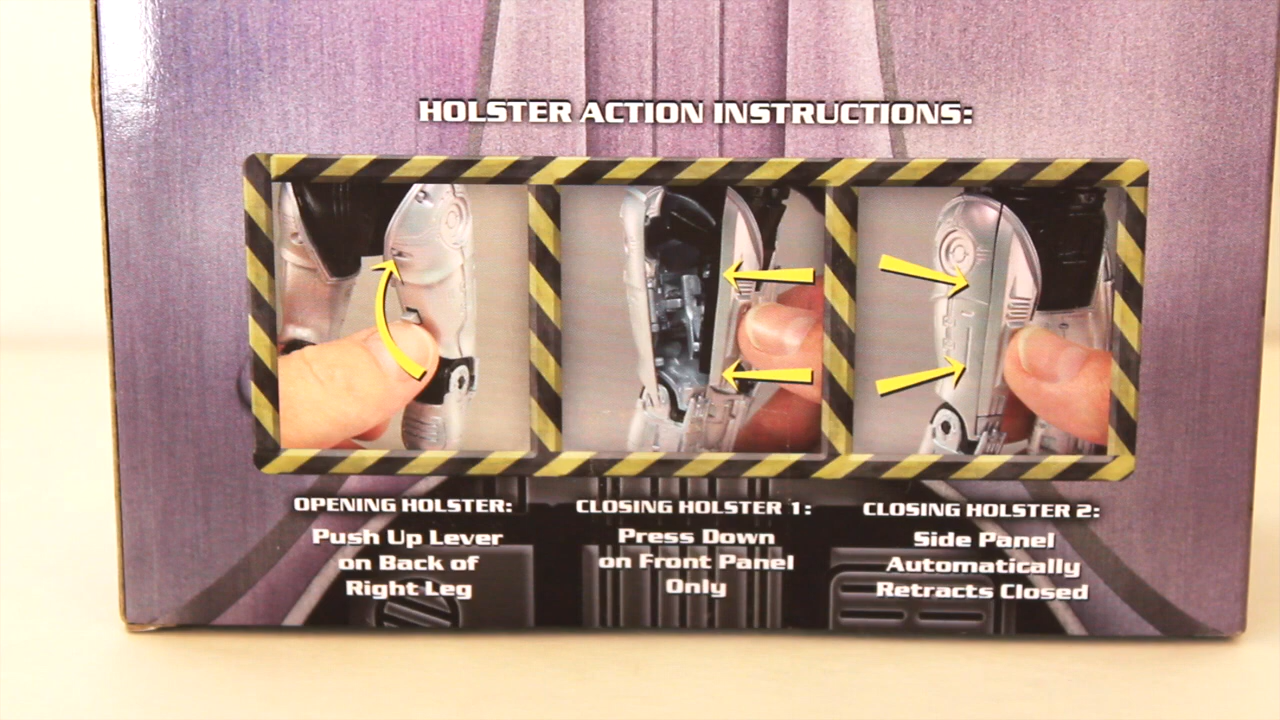 HOLSTER ACTION INSTRUCTIONS:
OPENING HOLSTER:
Push Up Lever
on Back of
Right Leg
CLOSING HOLSTER 1:
Press Down
on Front Panel
Only
CLOSING HOLSTER 2:
Side Panel
Automatically
Retracts Closed